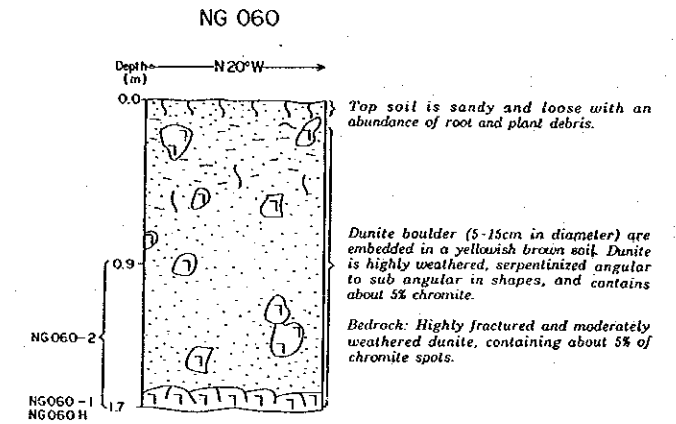 NG 060
Depth
(m)
N20°W
0.0
Top soil is sandy and loose with an
abundance of root and plant debris.
Dunite boulder (5-15cm in diameter) are
embedded in a yellowish brown soil. Dunite
is highly weathered, serpentinized angular
to sub angular in shapes, and contains
about 5% chromite.
0.9
Bedrock: Highly fractured and moderately
weathered dunite, containing about 5% of
chromite spots.
NG060-2
NG060-1
NG060H
1.7